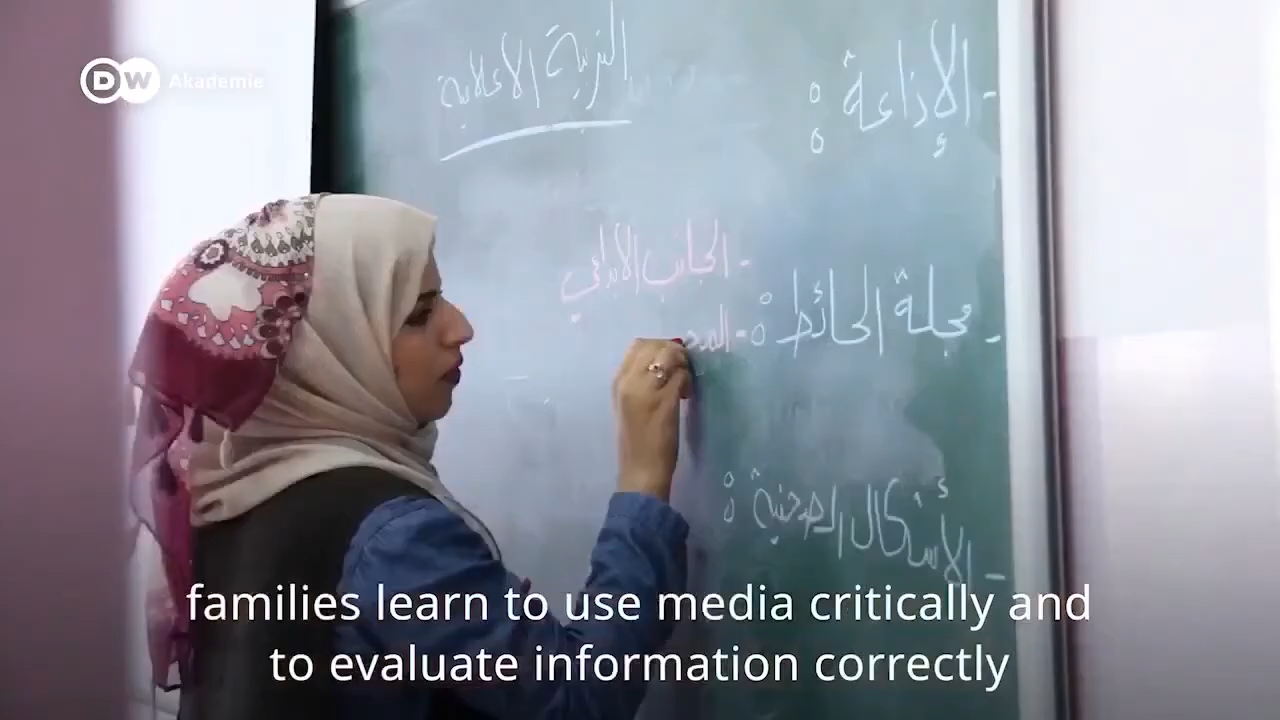 DW Akademie
التربية الاعلامية
- الإذاعة :
- الجانب الابداعي
- مجلة الحائط :
- الأشكال الصحفية :
families learn to use media critically and
to evaluate information correctly